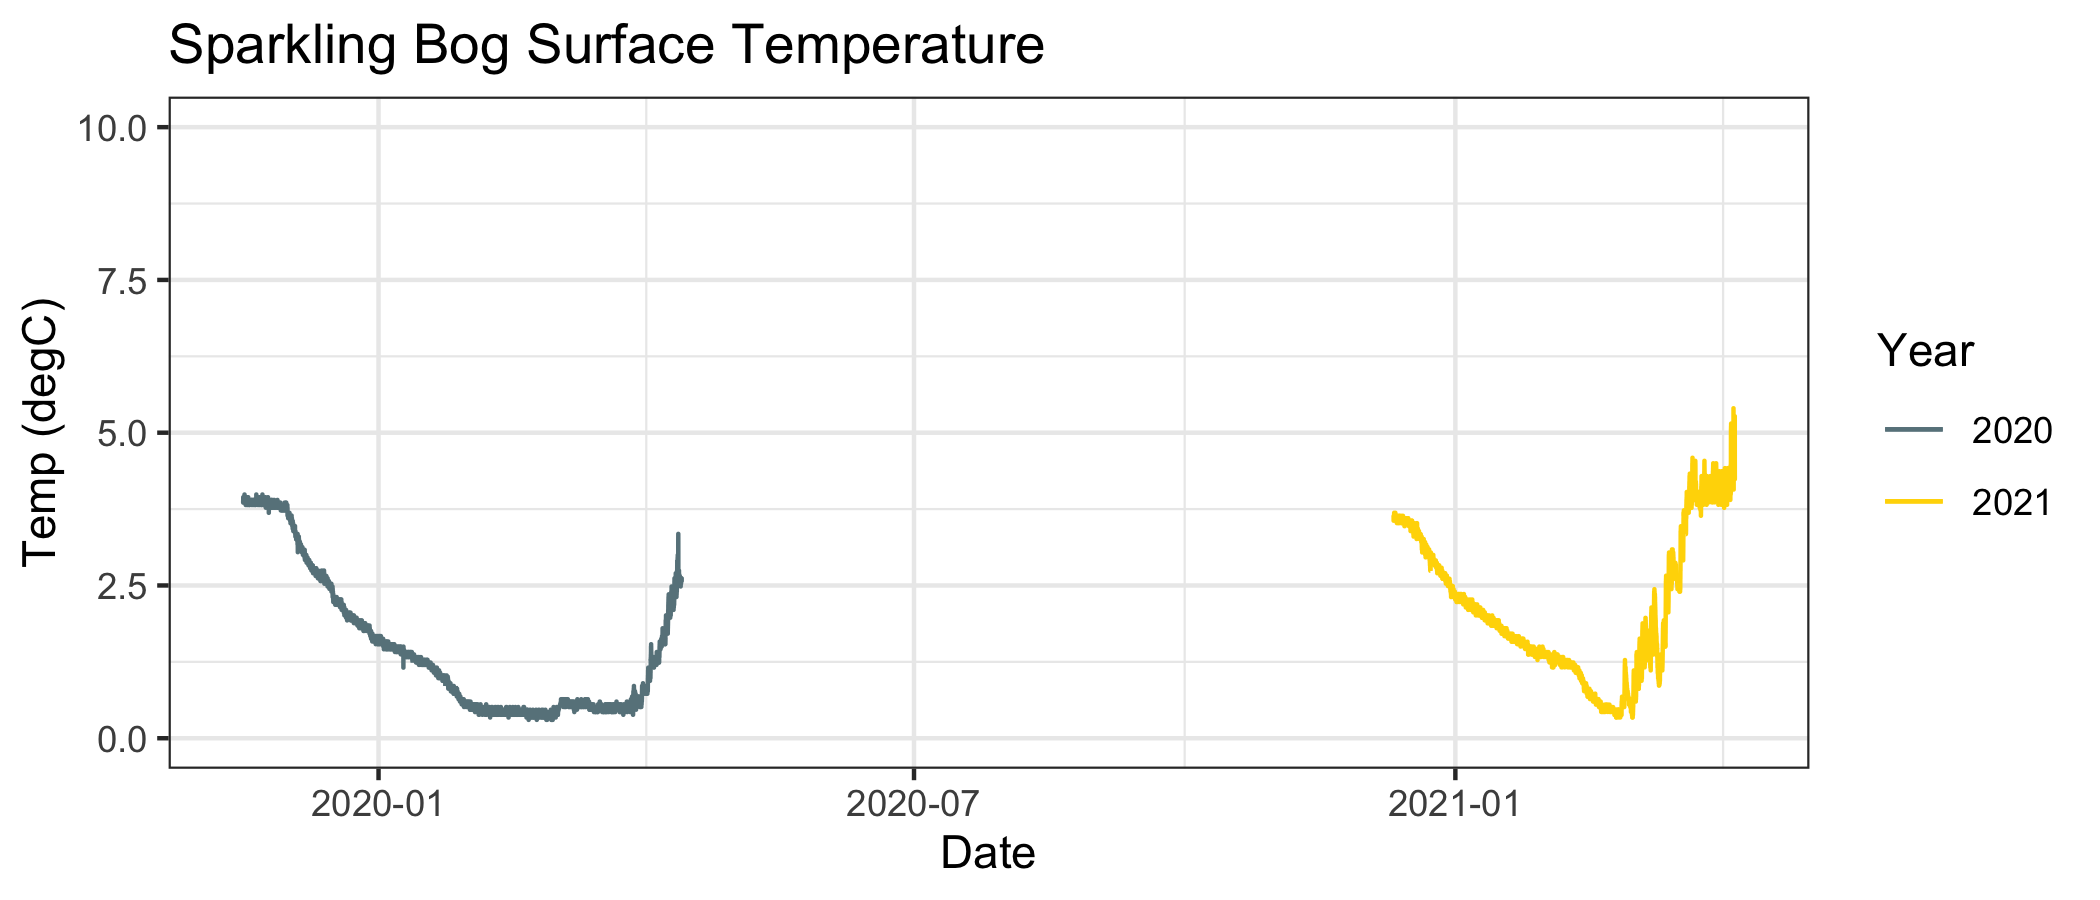 Sparkling Bog Surface Temperature
10.0
7.5
5.0
2.5
0.0
Temp (degC)
2020-01
2020-07
2021-01
Date
Year
2020
2021